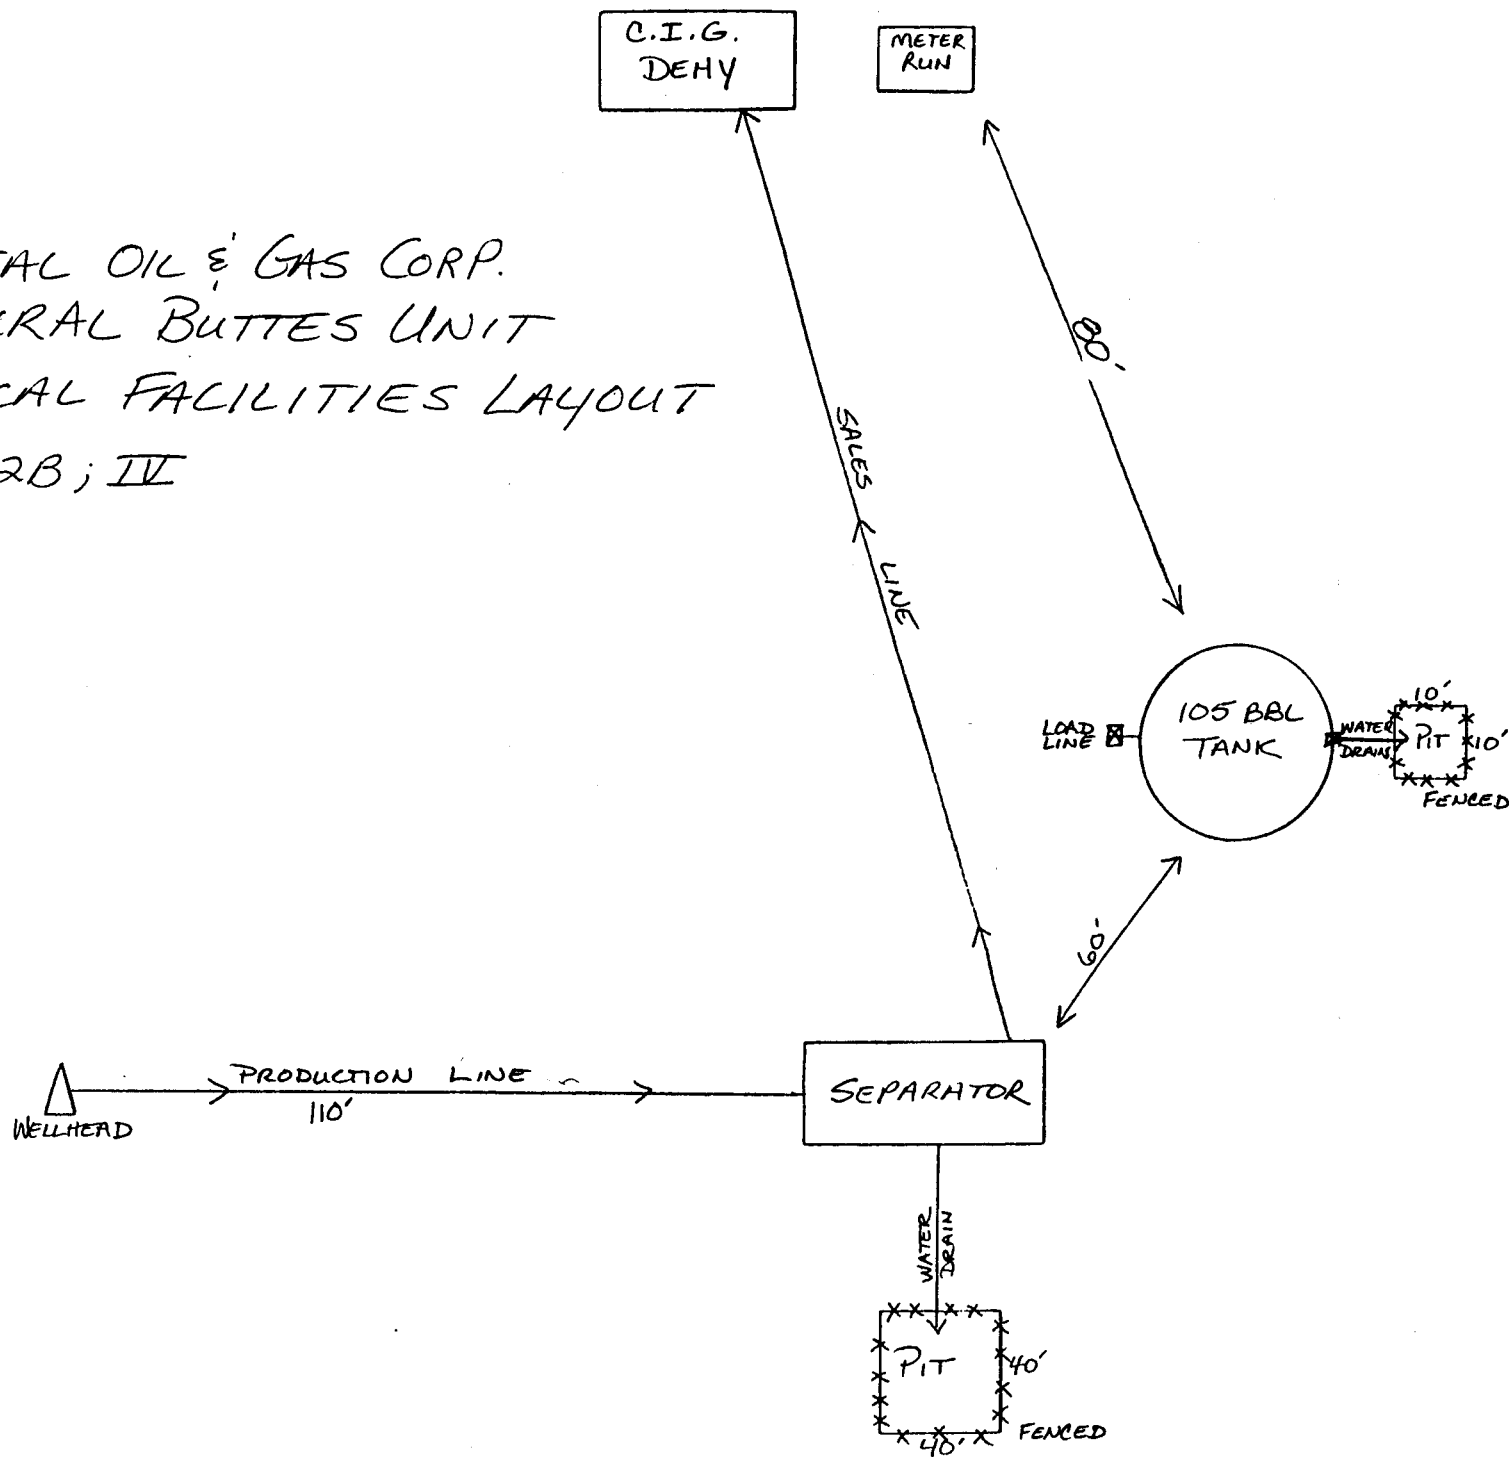 C.I.G.
DEHY
METER
RUN
TAL OIL & GAS CORP.
RAL BUTTES UNIT
CAL FACILITIES LAYOUT
2B; IV
80'
SALES LINE
LOAD
LINE
105 BBL
TANK
WATER
DRAIN
10'
PIT
10'
FENCED
60'
WELLHEAD
PRODUCTION LINE
110'
SEPARATOR
WATER
DRAIN
PIT
40'
40'
FENCED